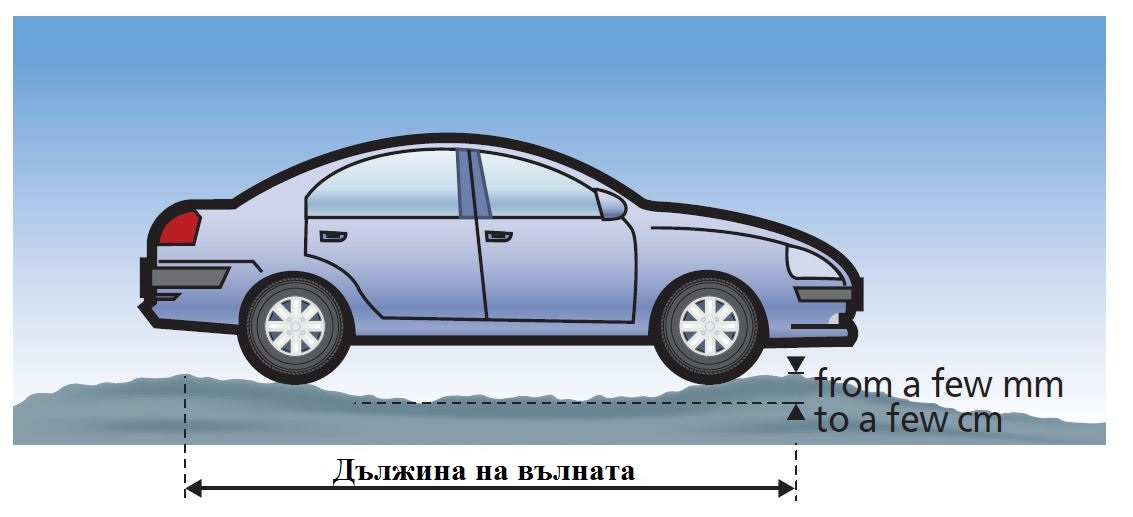 from a few mm
to a few cm
Дължина на вълната